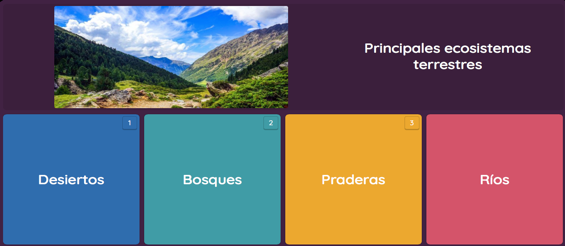 Principales ecosistemas
terrestres
1
2
3
Desiertos
Bosques
Praderas
Ríos